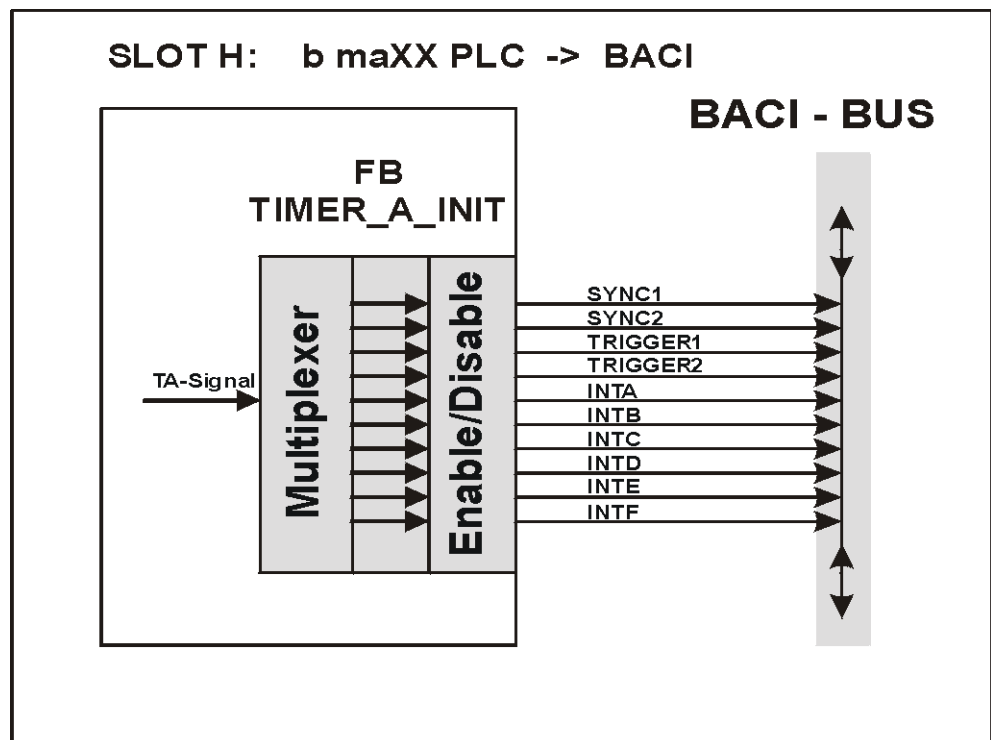 SLOT H: b maXX PLC -> BACI
BACI - BUS
FB
TIMER_A_INIT
TA-Signal
Multiplexer
Enable/Disable
SYNC1
SYNC2
TRIGGER1
TRIGGER2
INTA
INTB
INTC
INTD
INTE
INTF